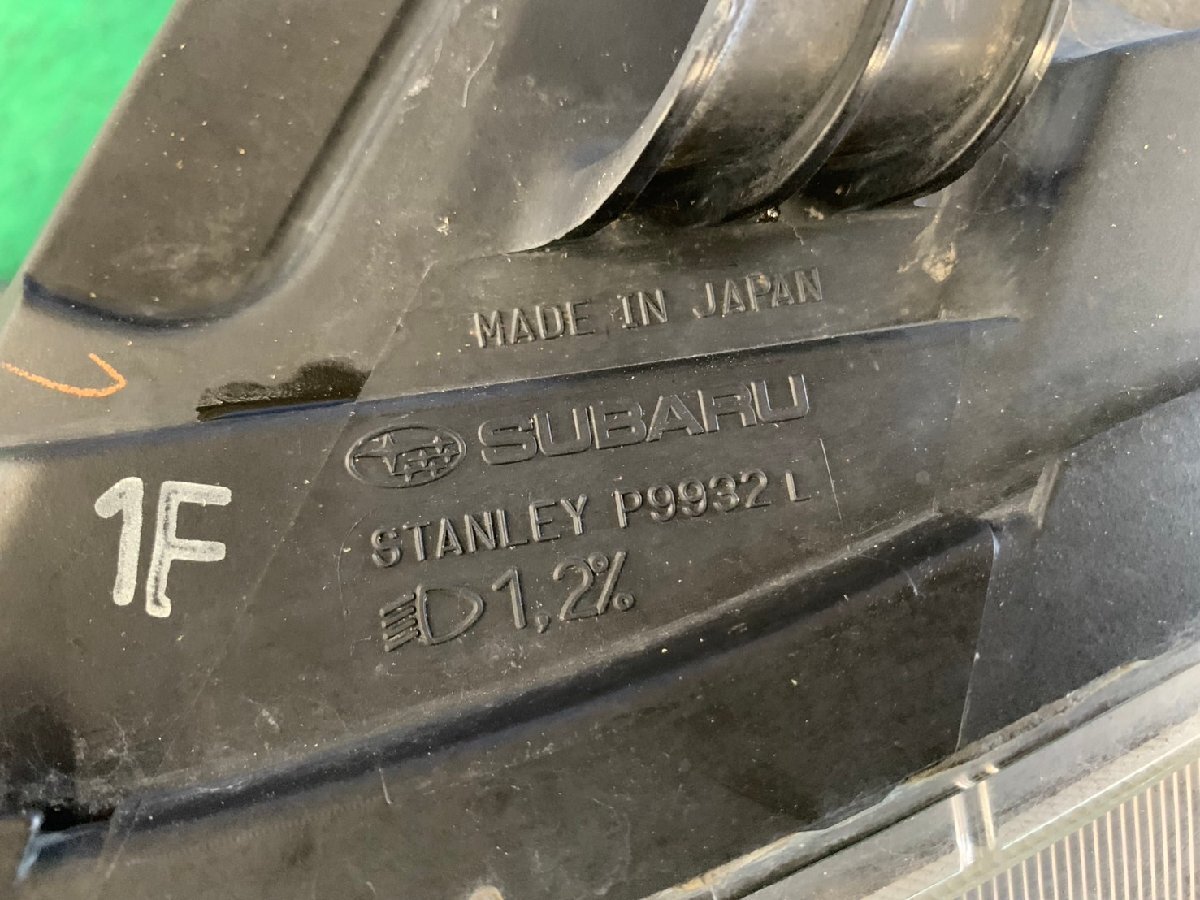 MADE IN JAPAN
SUBARU
1F
STANLEY P9932 L
1,2%